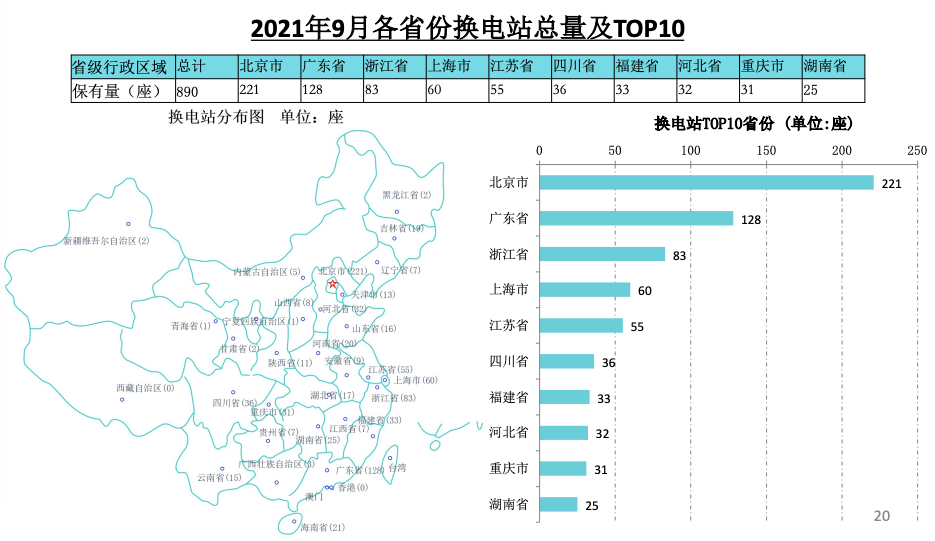 2021年9月各省份换电站总量及TOP10
省级行政区域 总计 北京市 广东省 浙江省 上海市 江苏省 四川省 福建省 河北省 重庆市 湖南省
保有量（座） 890 221 128 83 60 55 36 33 32 31 25
换电站分布图 单位：座
黑龙江省(2)
吉林省(19)
新疆维吾尔自治区(2)
内蒙古自治区(5)
北京市(221)
辽宁省(7)
天津市(13)
山西省(8)
河北省(32)
青海省(1)
宁夏回族自治区(1)
山东省(16)
甘肃省(2)
河南省(20)
陕西省(11)
安徽省(9)
江苏省(55)
上海市(60)
西藏自治区(0)
四川省(36)
湖北省(17)
浙江省(83)
重庆市(31)
福建省(33)
贵州省(7)
江西省(7)
湖南省(25)
广西壮族自治区(3)
广东省(128)
台湾
云南省(15)
香港(0)
澳门
海南省(21)
换电站TOP10省份 (单位:座)
0 50 100 150 200 250
北京市 221
广东省 128
浙江省 83
上海市 60
江苏省 55
四川省 36
福建省 33
河北省 32
重庆市 31
湖南省 25
20